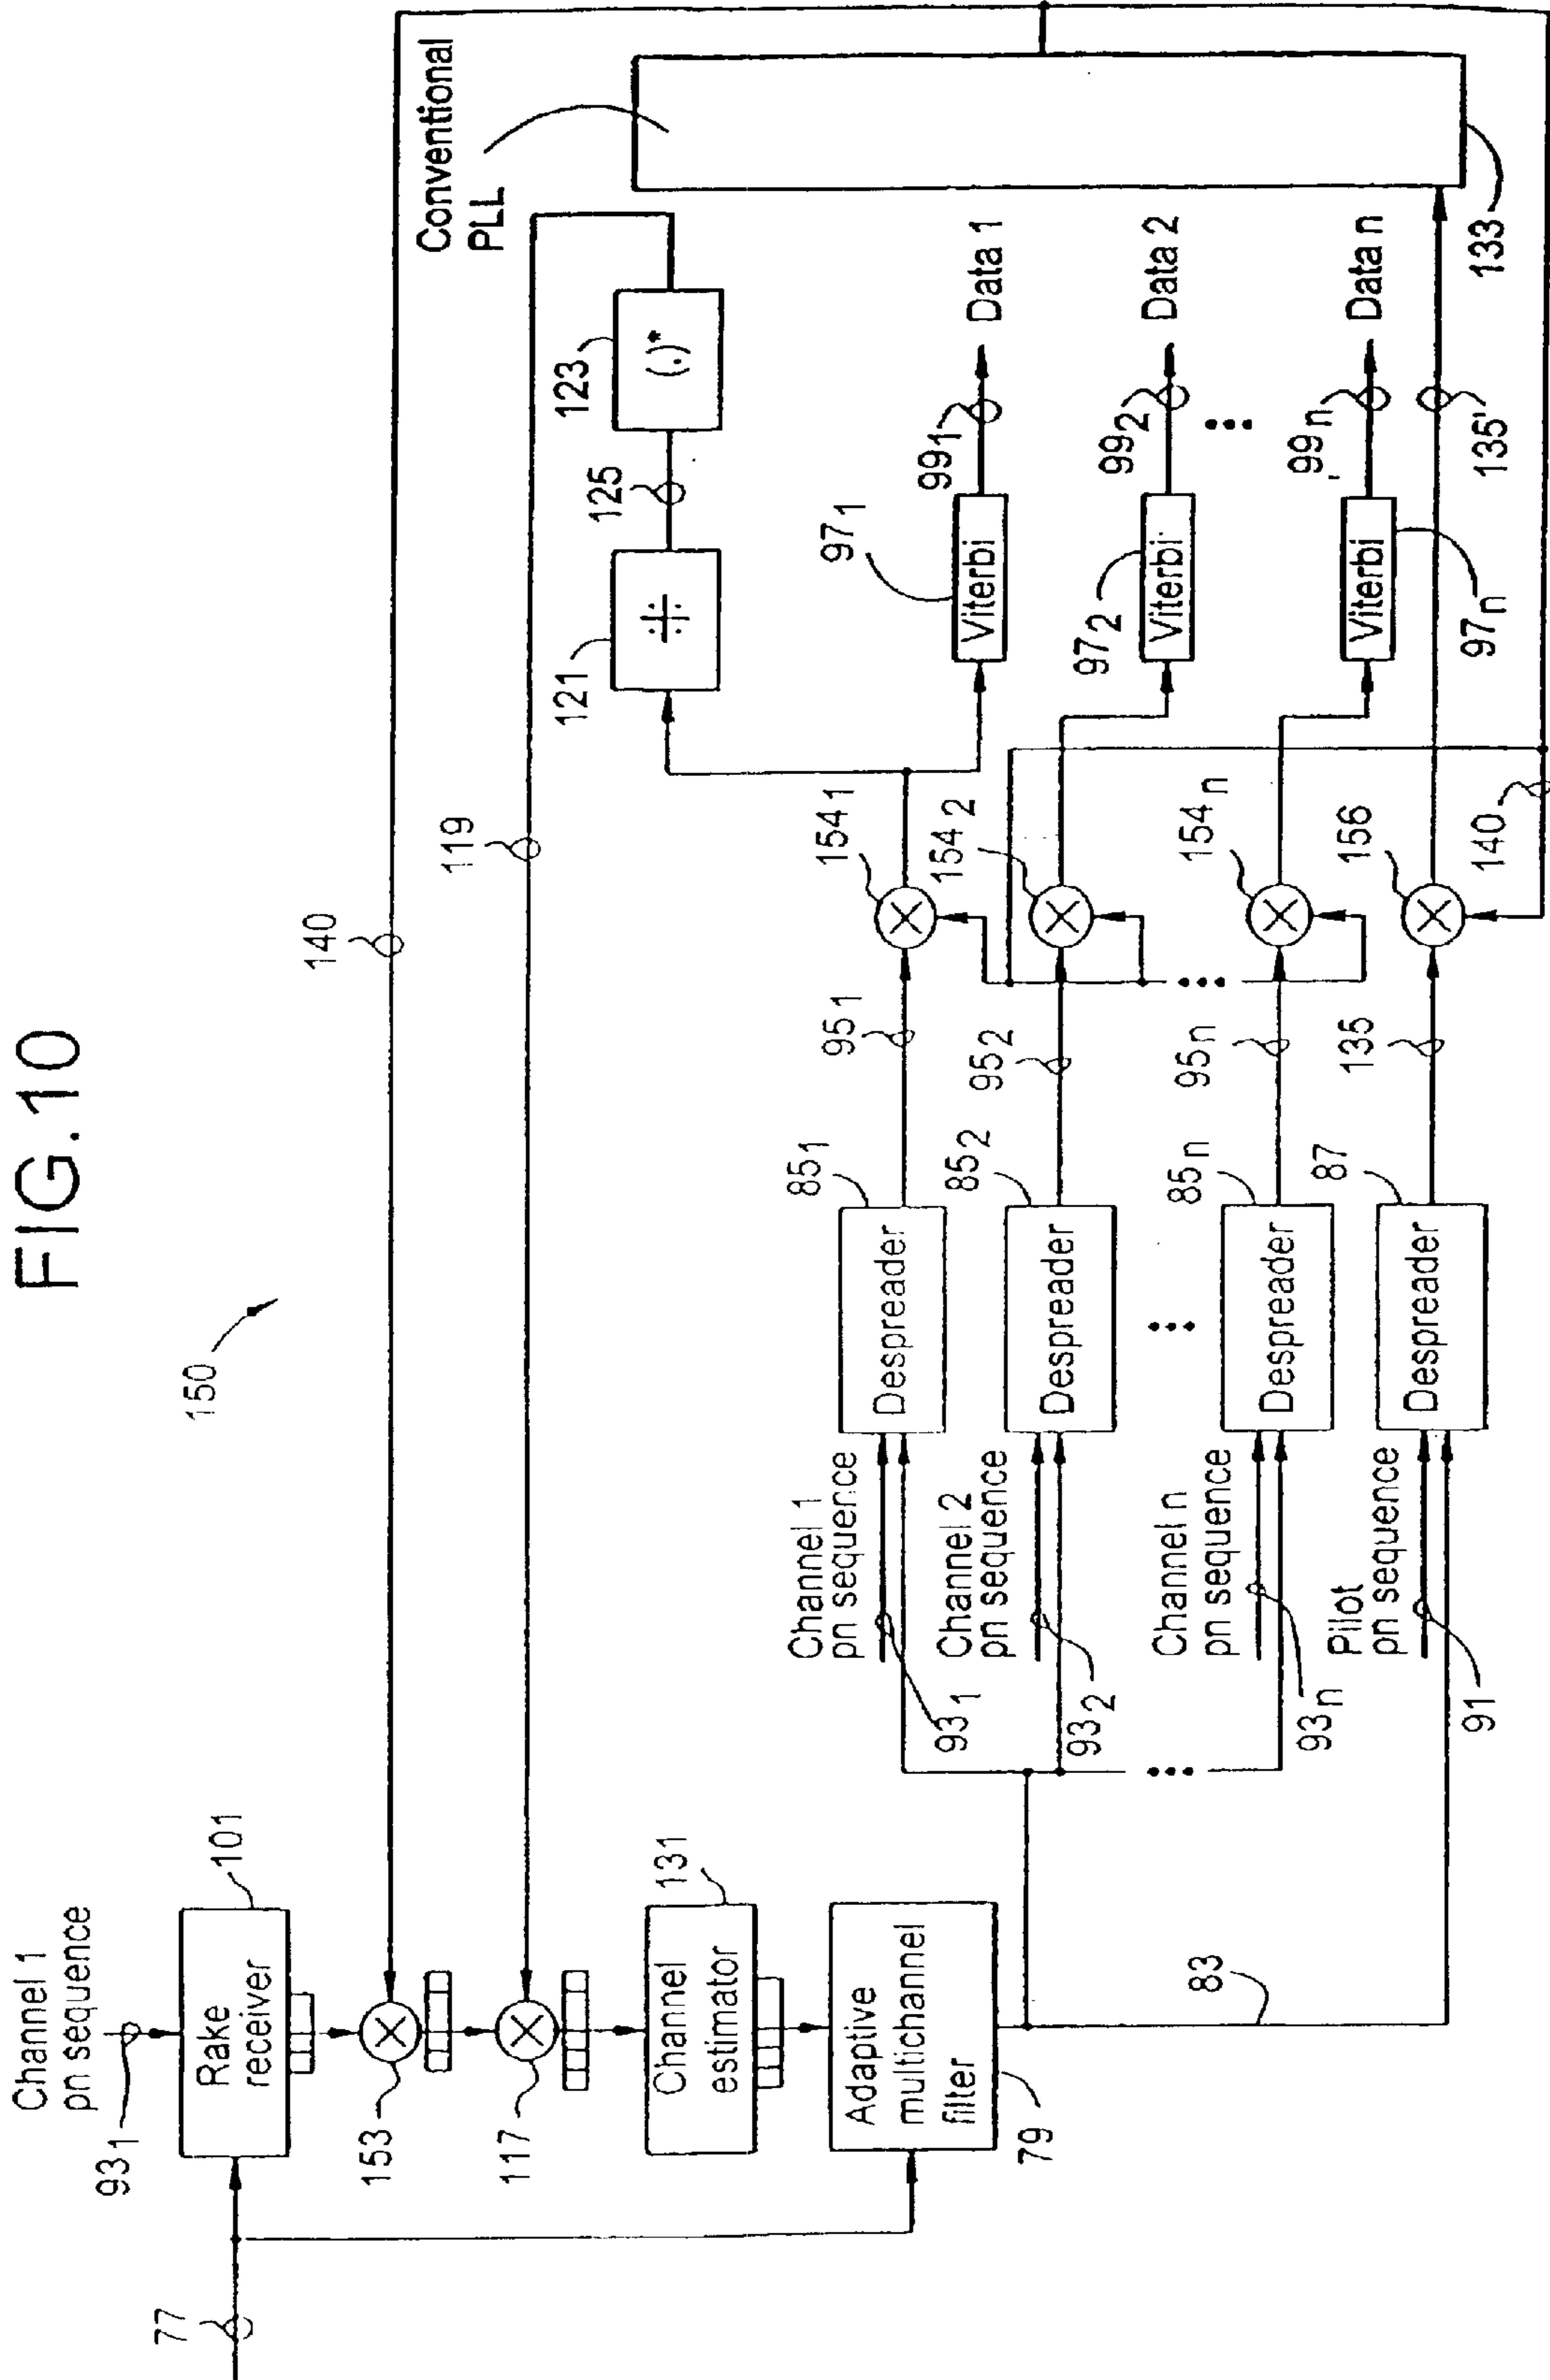 FIG.10
150
Channel 1
pn sequence
93₁
Rake
receiver
101
77
153
140
117
119
Channel
estimator
131
Adaptive
multichannel
filter
79
83
Conventional
PLL
133
121
÷
125
123
(.)*
Channel 1
pn sequence
93₁
Despreader
85₁
95₁
154₁
Viterbi
97₁
99₁
Data 1
Channel 2
pn sequence
93₂
Despreader
85₂
95₂
154₂
Viterbi
97₂
99₂
Data 2
Channel n
pn sequence
93ₙ
Despreader
85ₙ
95ₙ
154ₙ
Viterbi
97ₙ
99ₙ
Data n
Pilot
pn sequence
91
Despreader
87
135
156
140
135'